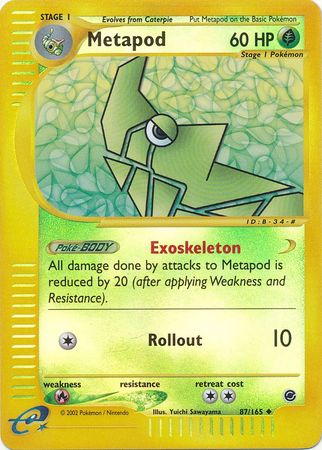 STAGE 1
Evolves from Caterpie
Put Metapod on the Basic Pokémon
Metapod
60 HP
Stage 1 Pokémon
ID:B-34-#
Poké-BODY
Exoskeleton
All damage done by attacks to Metapod is
reduced by 20 (after applying Weakness and
Resistance).
Rollout
10
weakness
resistance
retreat cost
© 2002 Pokémon / Nintendo
Illus. Yuichi Sawayama
87/165
e